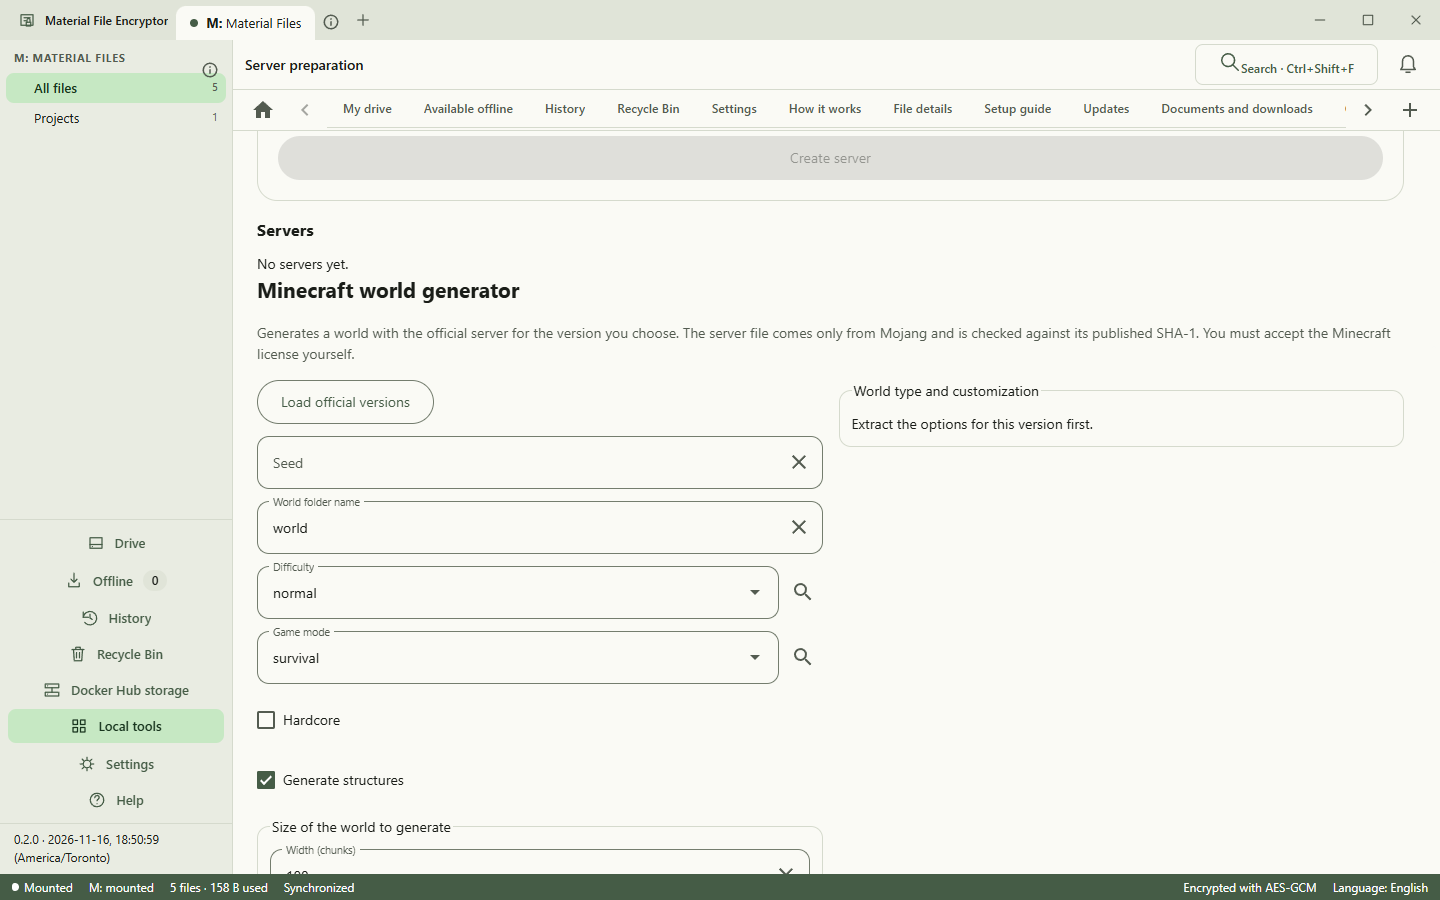 Material File Encryptor
M: Material Files
M: MATERIAL FILES
All files 5
Projects 1
Drive
Offline 0
History
Recycle Bin
Docker Hub storage
Local tools
Settings
Help
0.2.0 · 2026-11-16, 18:50:59
(America/Toronto)
Server preparation
Search · Ctrl+Shift+F
My drive Available offline History Recycle Bin Settings How it works File details Setup guide Updates Documents and downloads
Create server
Servers
No servers yet.
Minecraft world generator
Generates a world with the official server for the version you choose. The server file comes only from Mojang and is checked against its published SHA-1. You must accept the Minecraft
license yourself.
Load official versions
Seed
World folder name
world
Difficulty
normal
Game mode
survival
Hardcore
Generate structures
Size of the world to generate
Width (chunks)
World type and customization
Extract the options for this version first.
Mounted M: mounted 5 files · 158 B used Synchronized Encrypted with AES-GCM Language: English